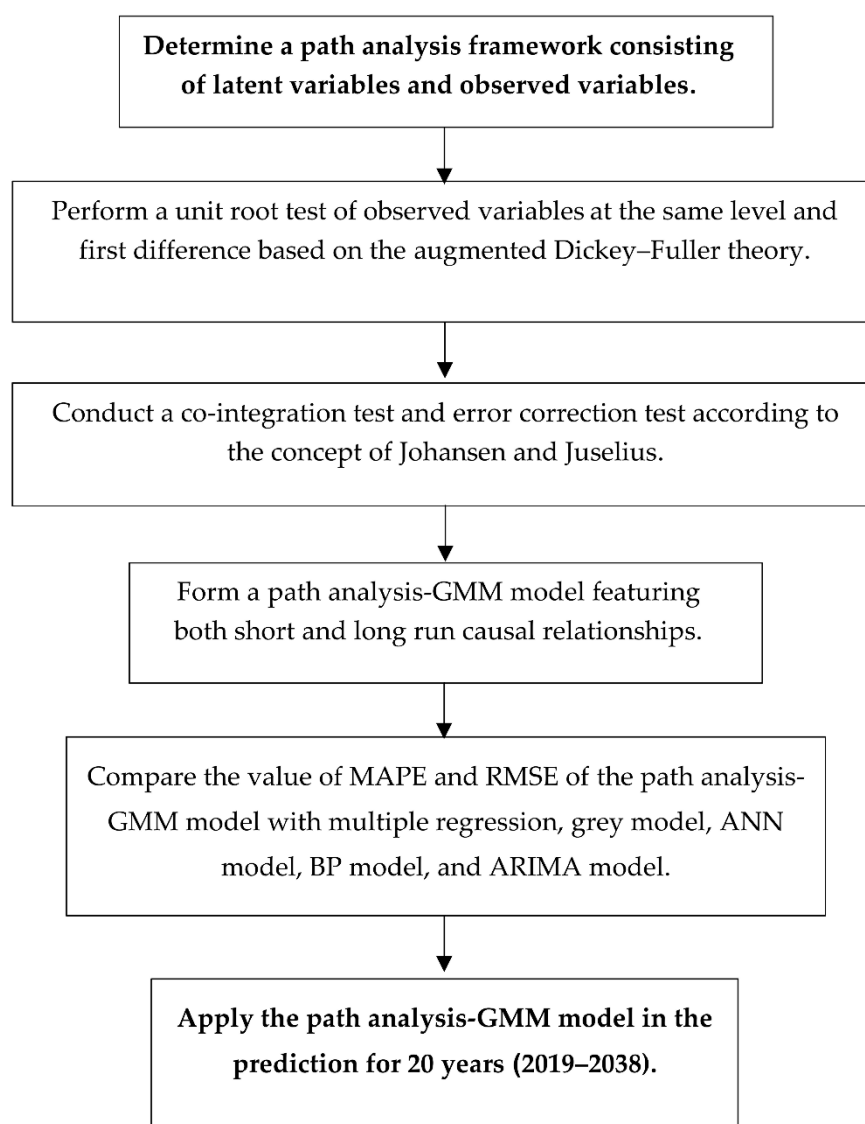 Determine a path analysis framework consisting
of latent variables and observed variables.
Perform a unit root test of observed variables at the same level and
first difference based on the augmented Dickey–Fuller theory.
Conduct a co-integration test and error correction test according to
the concept of Johansen and Juselius.
Form a path analysis-GMM model featuring
both short and long run causal relationships.
Compare the value of MAPE and RMSE of the path analysis-
GMM model with multiple regression, grey model, ANN
model, BP model, and ARIMA model.
Apply the path analysis-GMM model in the
prediction for 20 years (2019–2038).